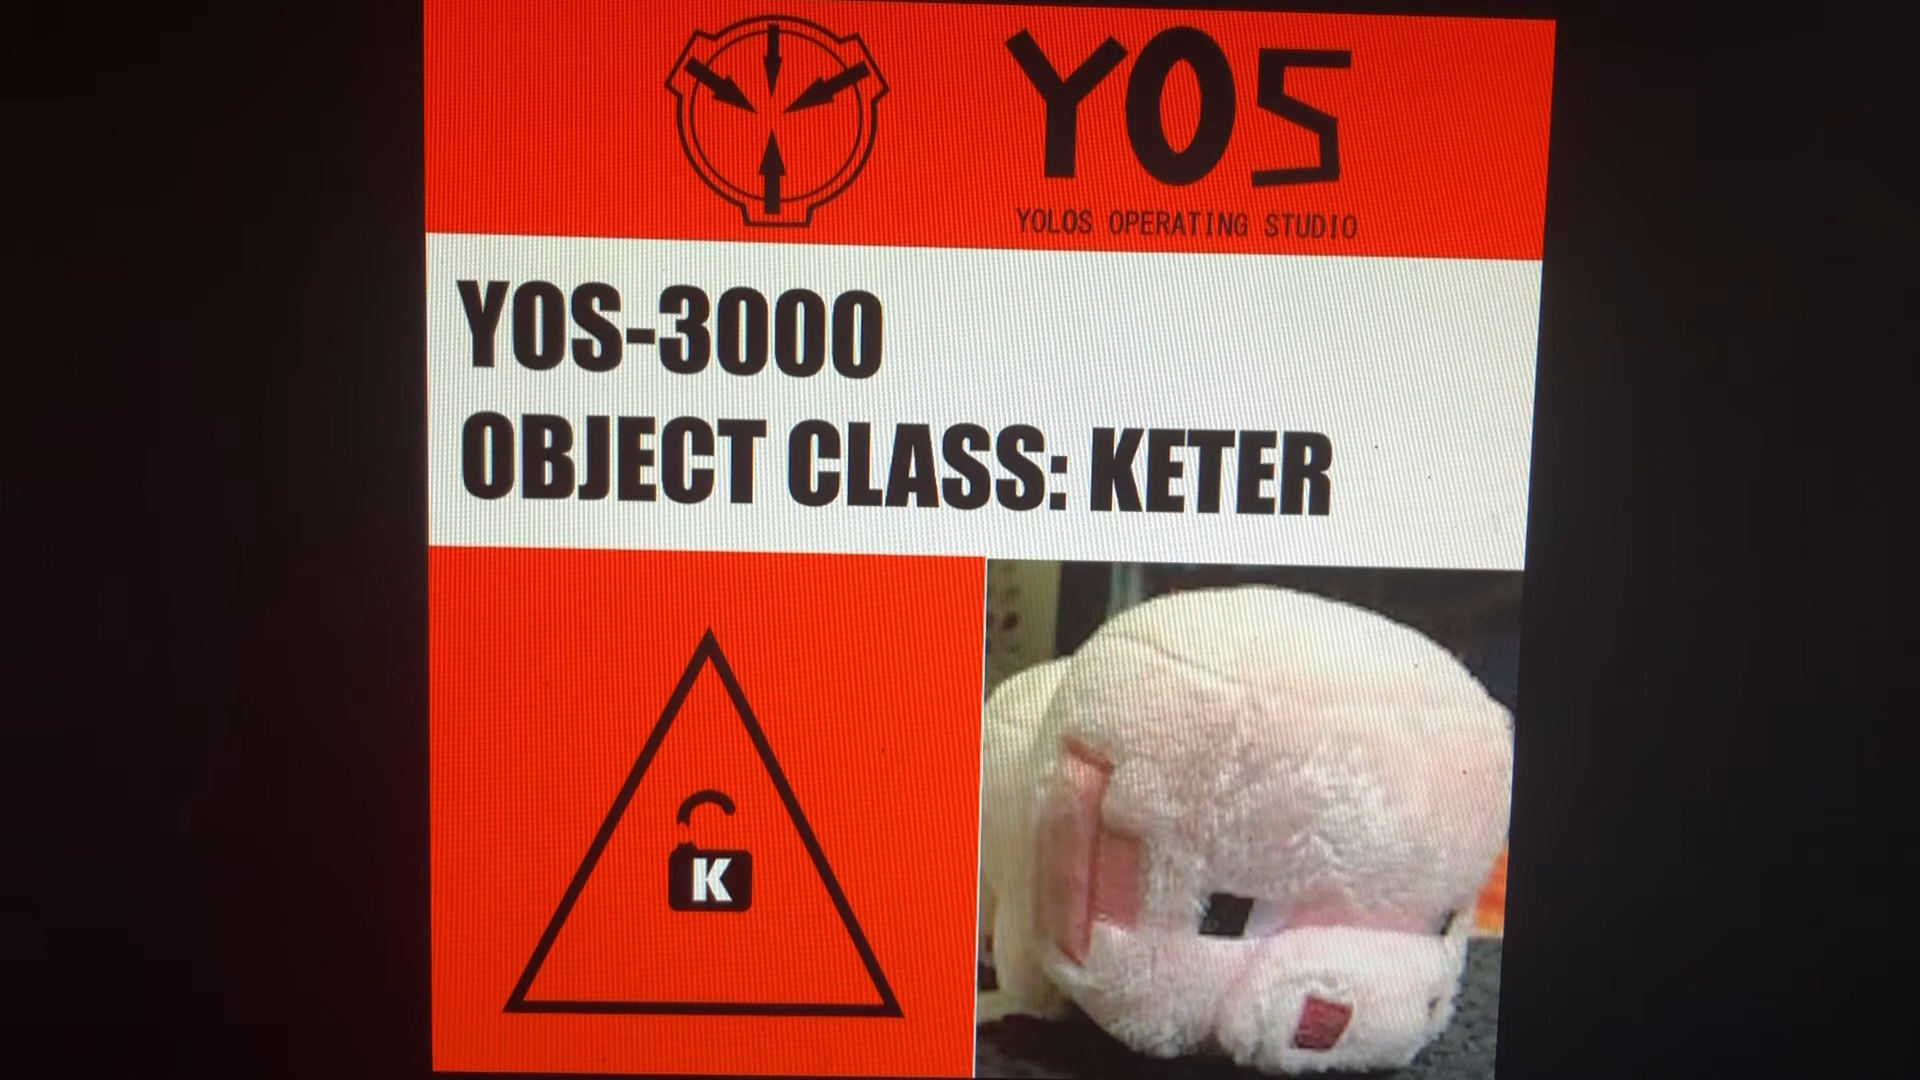 YOS
YOLOS OPERATING STUDIO
YOS-3000
OBJECT CLASS: KETER
K